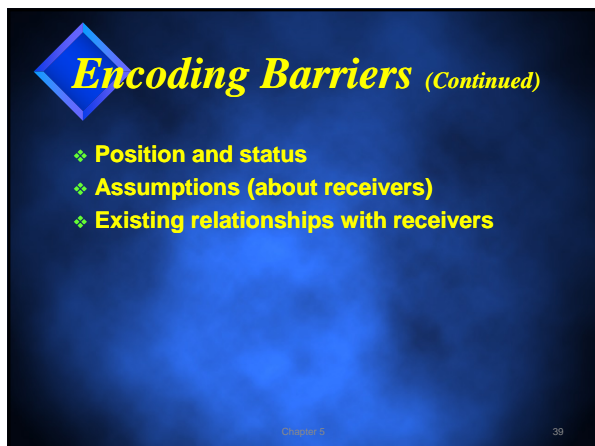 Encoding Barriers (Continued)
❖ Position and status
❖ Assumptions (about receivers)
❖ Existing relationships with receivers
Chapter 5
39